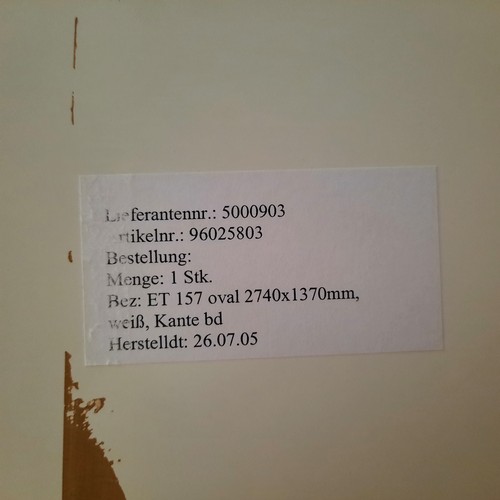 Lieferantennr.: 5000903
Artikelnr.: 96025803
Bestellung:
Menge: 1 Stk.
Bez: ET 157 oval 2740x1370mm,
weiß, Kante bd
Herstelldt: 26.07.05